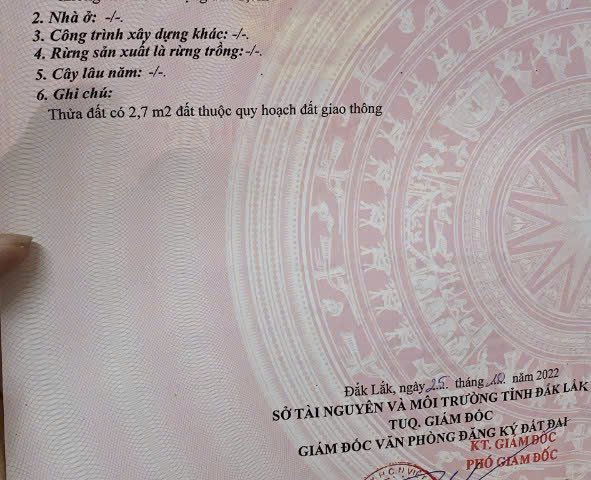 2. Nhà ở: -/-.
3. Công trình xây dựng khác: -/-.
4. Rừng sản xuất là rừng trồng: -/-.
5. Cây lâu năm: -/-.
6. Ghi chú:
Thửa đất có 2,7 m2 đất thuộc quy hoạch đất giao thông
Đắk Lắk, ngày 25 tháng 10 năm 2022
SỞ TÀI NGUYÊN VÀ MÔI TRƯỜNG TỈNH ĐẮK LẮK
TUQ. GIÁM ĐỐC
GIÁM ĐỐC VĂN PHÒNG ĐĂNG KÝ ĐẤT ĐAI
KT. GIÁM ĐỐC
PHÓ GIÁM ĐỐC